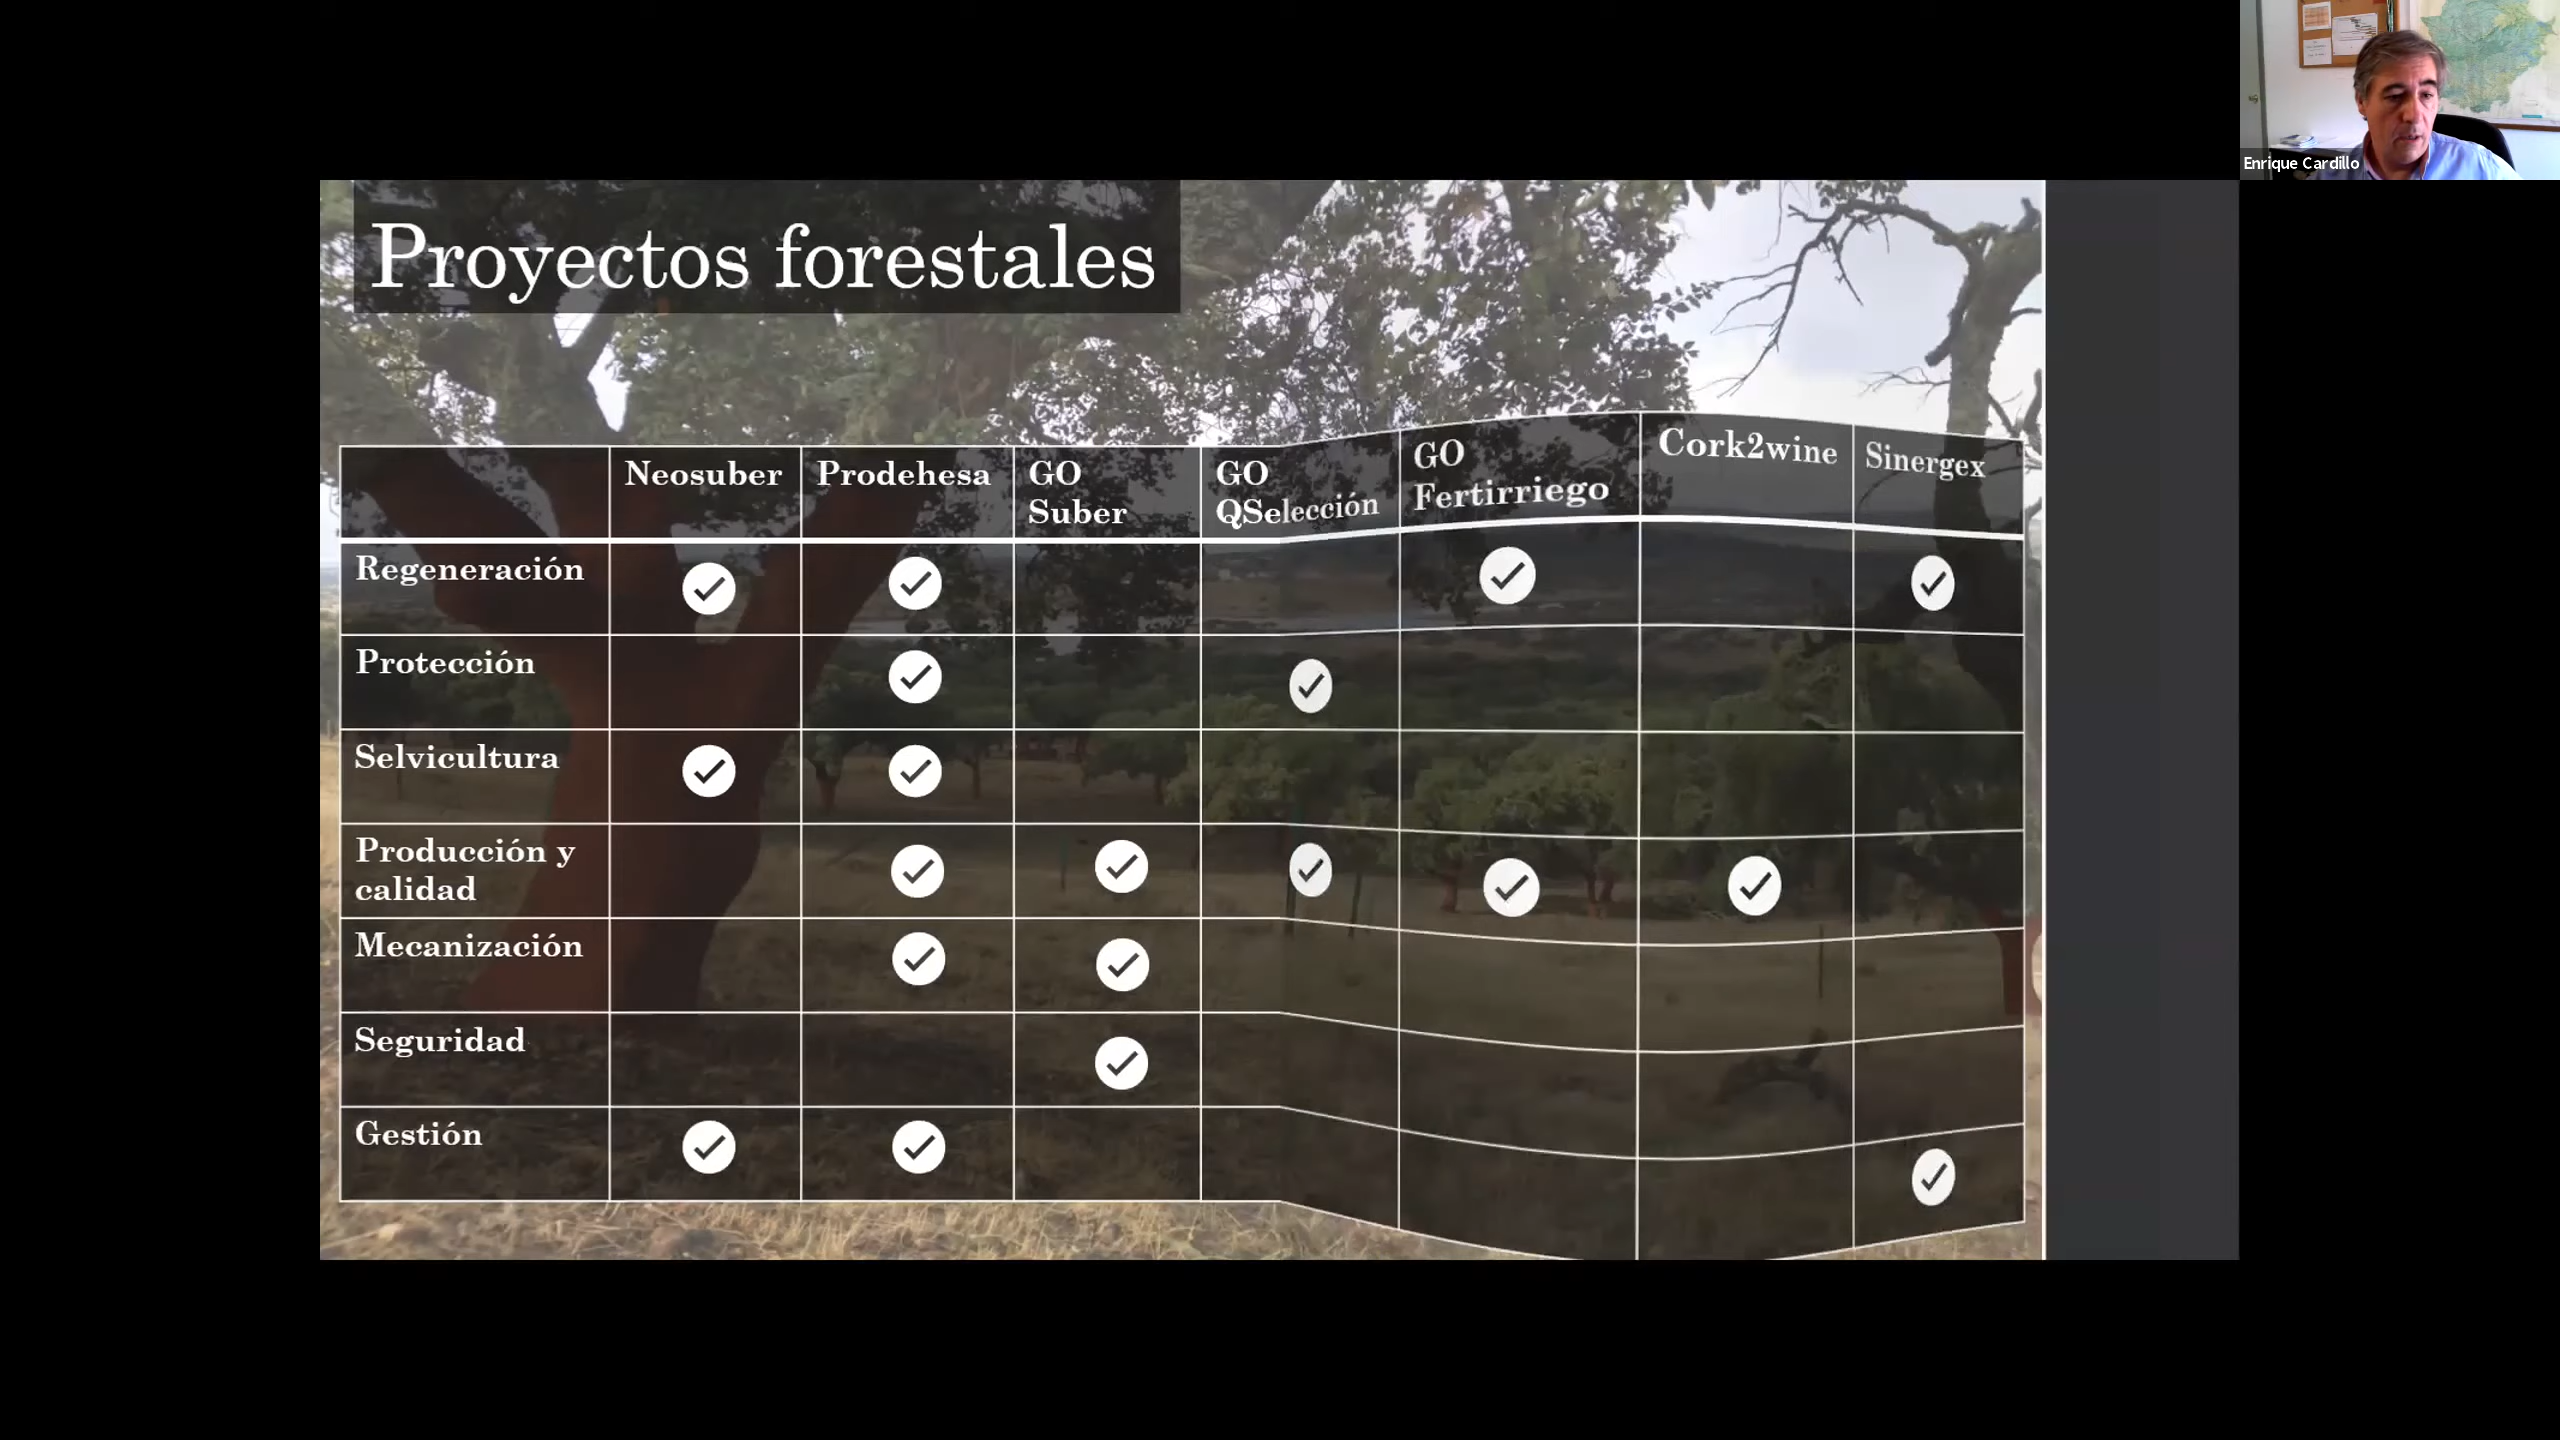 Enrique Cardillo
Proyectos forestales
Neosuber
Prodehesa
GO
Suber
GO
QSelección
GO
Fertirriego
Cork2wine
Sinergex
Regeneración
Protección
Selvicultura
Producción y
calidad
Mecanización
Seguridad
Gestión